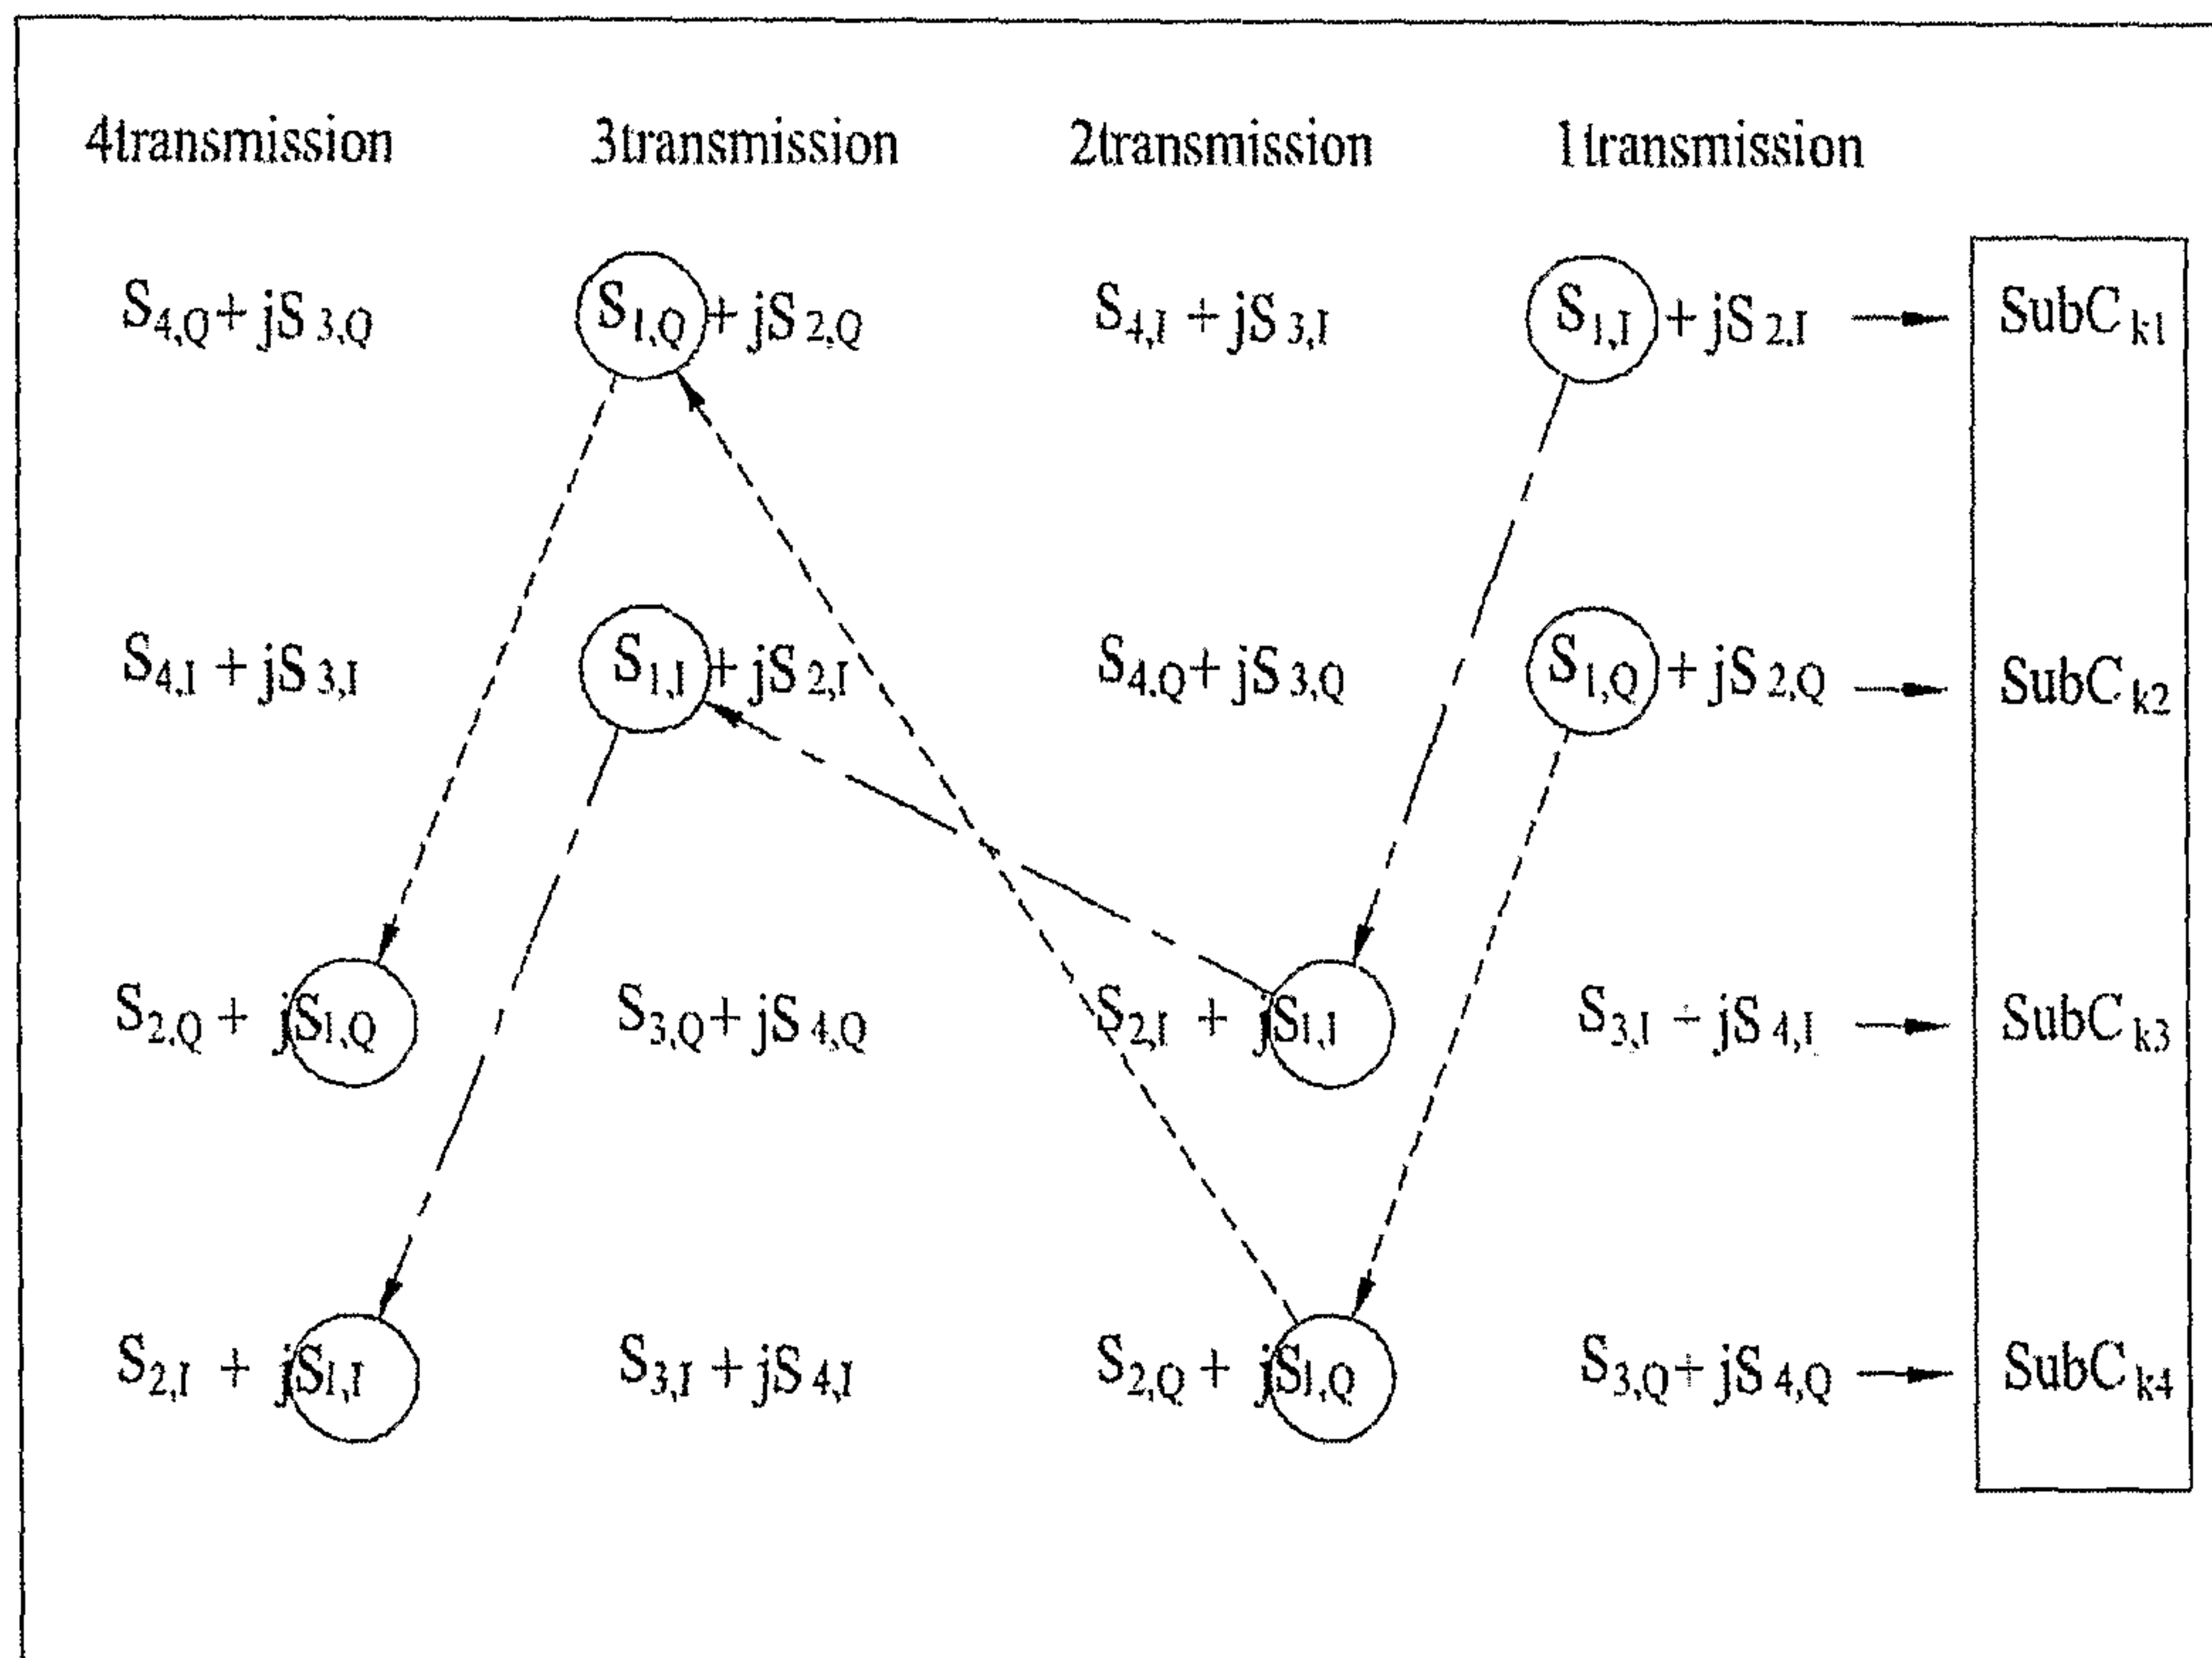 4transmission 3transmission 2transmission 1transmission
S4,Q+ jS3,Q S1,Q + jS2,Q S4,I + jS3,I S1,I + jS2,I SubCk1
S4,I + jS3,I S1,I + jS2,I S4,Q+ jS3,Q S1,Q + jS2,Q SubCk2
S2,Q + jS1,Q S3,Q+ jS4,Q S2,I + jS1,I S3,I + jS4,I SubCk3
S2,I + jS1,I S3,I + jS4,I S2,Q + jS1,Q S3,Q+ jS4,Q SubCk4